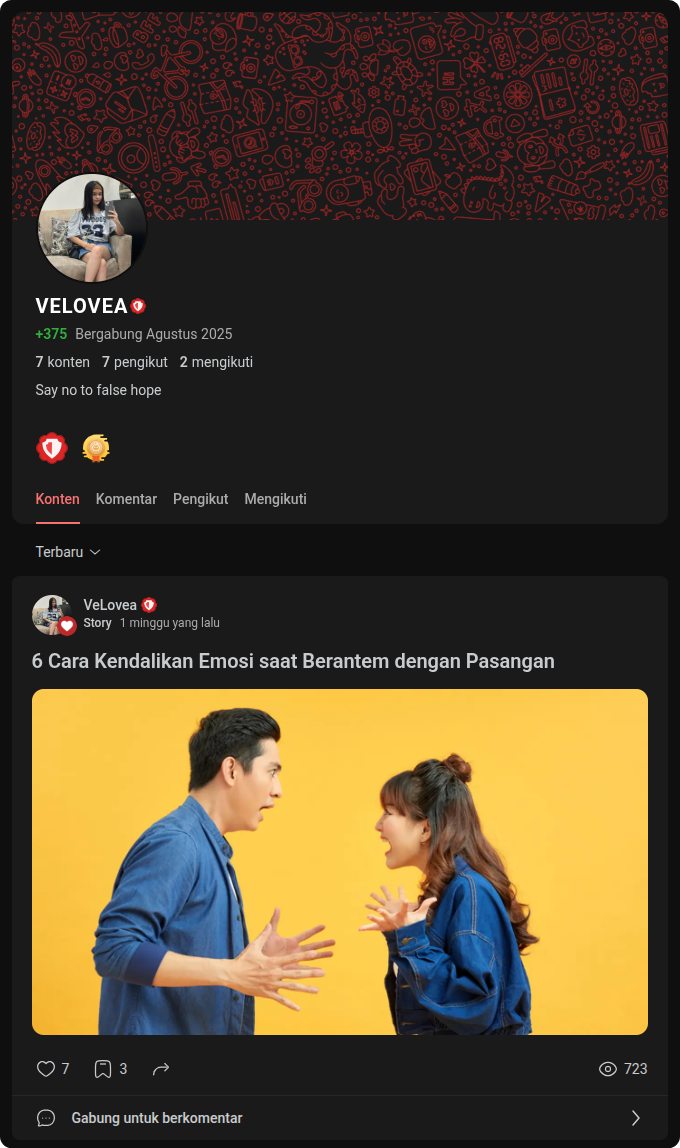 VELOVEA
+375 Bergabung Agustus 2025
7 konten 7 pengikut 2 mengikuti
Say no to false hope
Konten Komentar Pengikut Mengikuti
Terbaru
VeLovea
Story 1 minggu yang lalu
6 Cara Kendalikan Emosi saat Berantem dengan Pasangan
7 3 723
Gabung untuk berkomentar